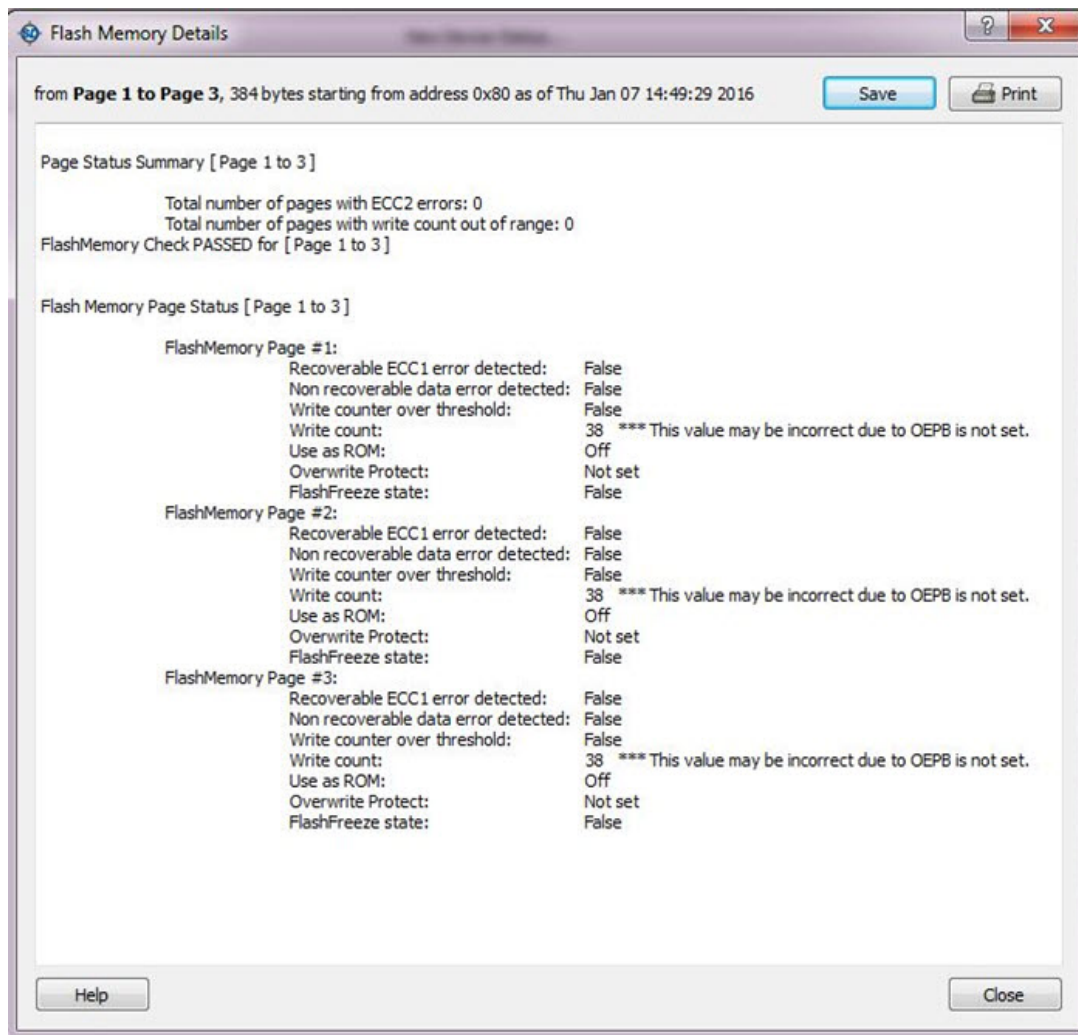 Flash Memory Details
from Page 1 to Page 3, 384 bytes starting from address 0x80 as of Thu Jan 07 14:49:29 2016 Save Print
Page Status Summary [ Page 1 to 3 ]
Total number of pages with ECC2 errors: 0
Total number of pages with write count out of range: 0
FlashMemory Check PASSED for [ Page 1 to 3 ]
Flash Memory Page Status [ Page 1 to 3 ]
FlashMemory Page #1:
Recoverable ECC1 error detected: False
Non recoverable data error detected: False
Write counter over threshold: False
Write count: 38 *** This value may be incorrect due to OEPB is not set.
Use as ROM: Off
Overwrite Protect: Not set
FlashFreeze state: False
FlashMemory Page #2:
Recoverable ECC1 error detected: False
Non recoverable data error detected: False
Write counter over threshold: False
Write count: 38 *** This value may be incorrect due to OEPB is not set.
Use as ROM: Off
Overwrite Protect: Not set
FlashFreeze state: False
FlashMemory Page #3:
Recoverable ECC1 error detected: False
Non recoverable data error detected: False
Write counter over threshold: False
Write count: 38 *** This value may be incorrect due to OEPB is not set.
Use as ROM: Off
Overwrite Protect: Not set
FlashFreeze state: False
Help Close